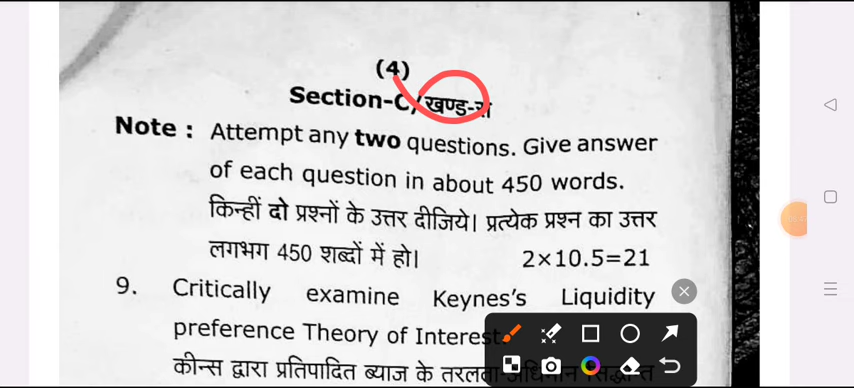 (4)
Section-C/खण्ड-स
Note : Attempt any two questions. Give answer
of each question in about 450 words.
किन्हीं दो प्रश्नों के उत्तर दीजिये। प्रत्येक प्रश्न का उत्तर
लगभग 450 शब्दों में हो। 2×10.5=21
9. Critically examine Keynes's Liquidity
preference Theory of Interest.
कीन्स द्वारा प्रतिपादित ब्याज के